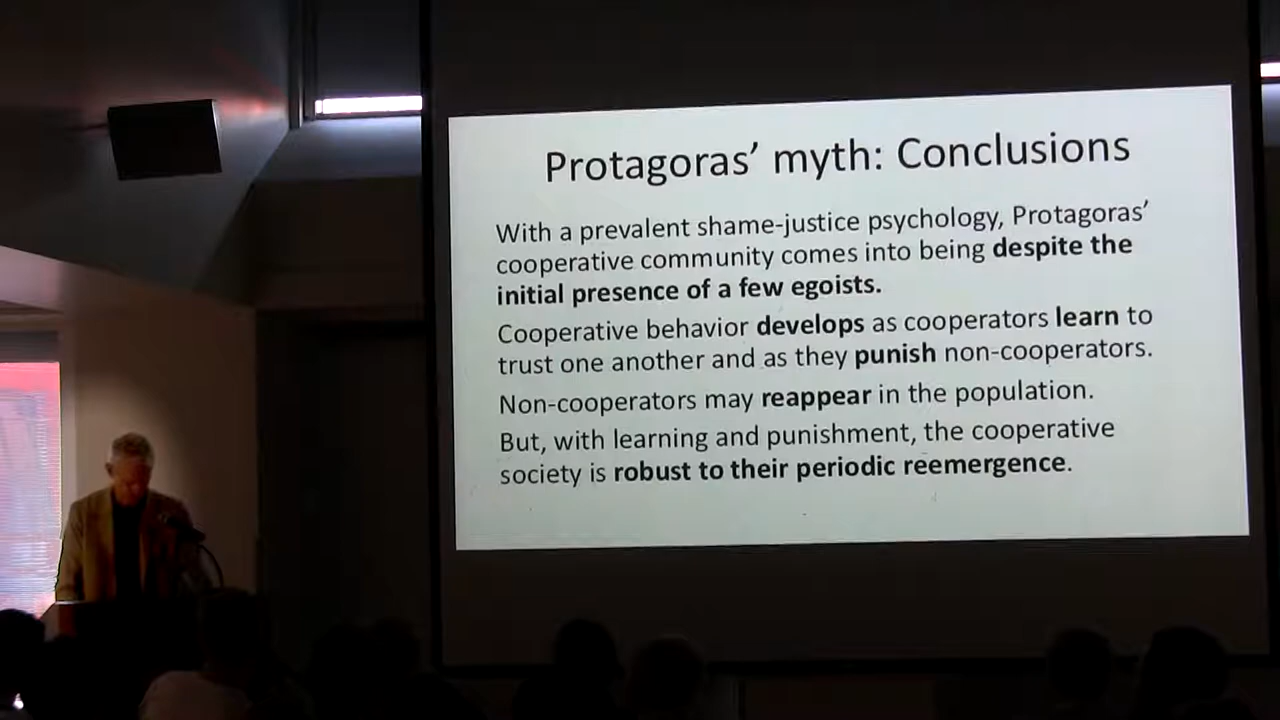 Protagoras’ myth: Conclusions
With a prevalent shame-justice psychology, Protagoras’
cooperative community comes into being despite the
initial presence of a few egoists.
Cooperative behavior develops as cooperators learn to
trust one another and as they punish non-cooperators.
Non-cooperators may reappear in the population.
But, with learning and punishment, the cooperative
society is robust to their periodic reemergence.